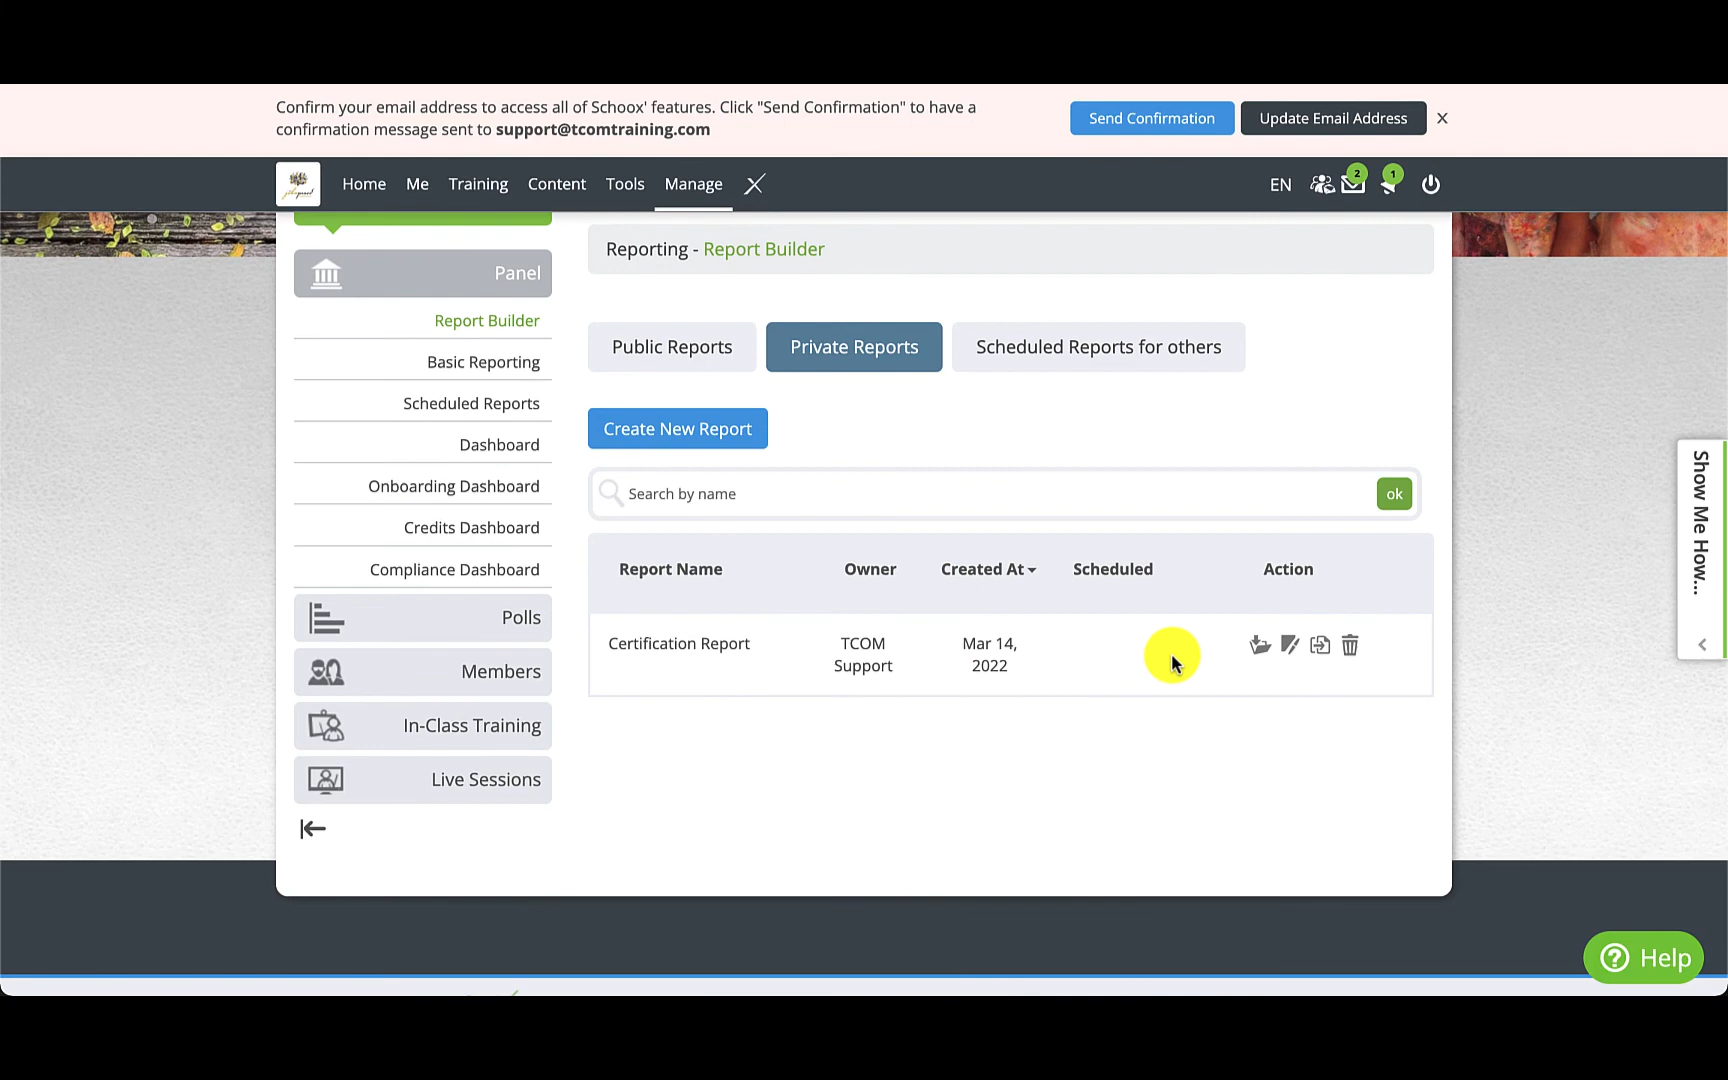 Confirm your email address to access all of Schoox' features. Click "Send Confirmation" to have a
confirmation message sent to support@tcomtraining.com
Send Confirmation
Update Email Address
Home
Me
Training
Content
Tools
Manage
EN
2
1
Panel
Report Builder
Basic Reporting
Scheduled Reports
Dashboard
Onboarding Dashboard
Credits Dashboard
Compliance Dashboard
Polls
Members
In-Class Training
Live Sessions
Reporting - Report Builder
Public Reports
Private Reports
Scheduled Reports for others
Create New Report
Search by name
ok
Report Name
Owner
Created At
Scheduled
Action
Certification Report
TCOM
Support
Mar 14,
2022
Show Me How...
Help